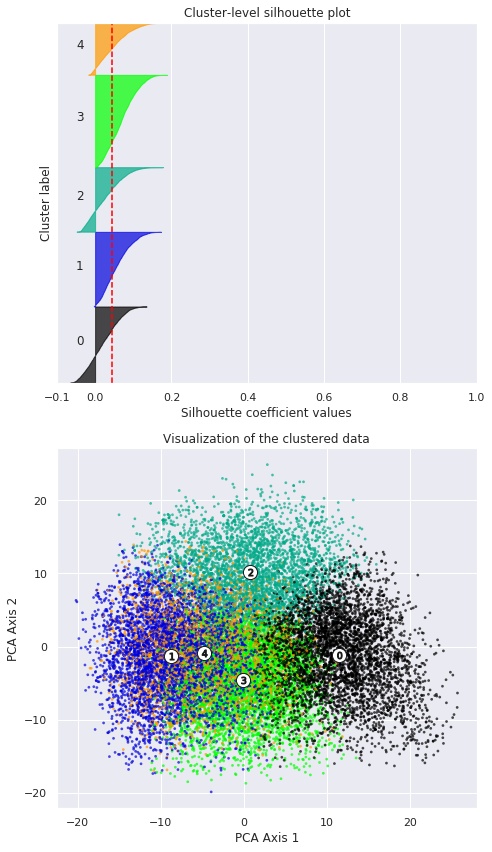 Cluster-level silhouette plot
4
3
2
1
0
Cluster label
−0.1 0.0 0.2 0.4 0.6 0.8 1.0
Silhouette coefficient values
Visualization of the clustered data
20
10
0
−10
−20
PCA Axis 2
2
1
4
0
3
−20 −10 0 10 20
PCA Axis 1